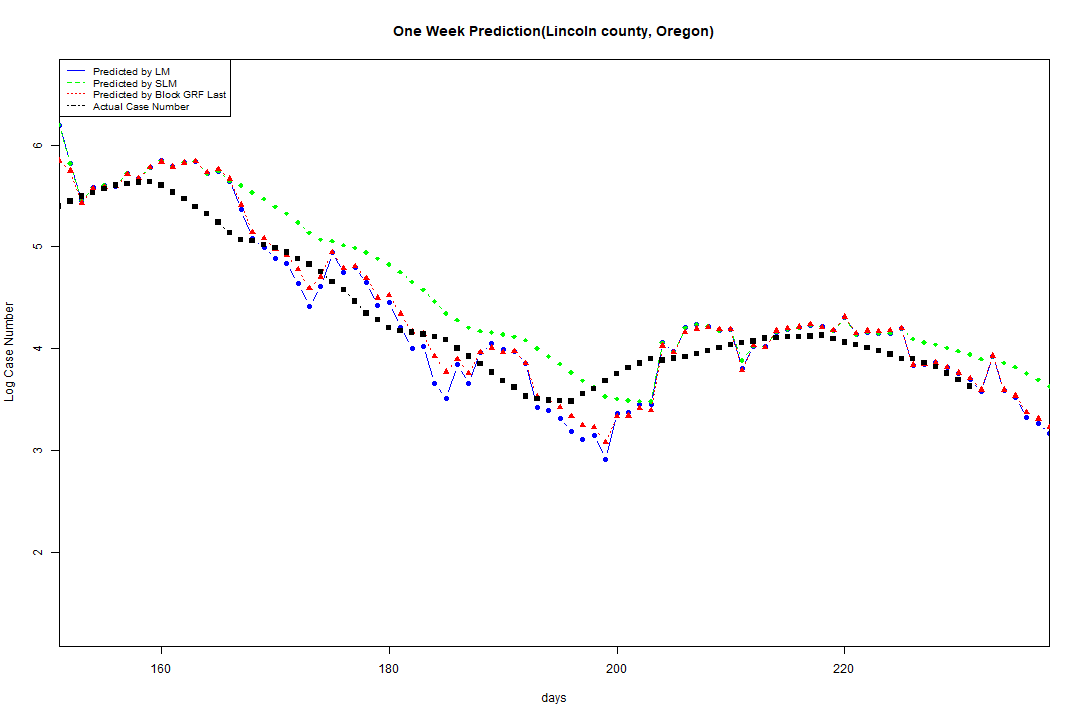 One Week Prediction(Lincoln county, Oregon)
Predicted by LM
Predicted by SLM
Predicted by Block GRF Last
Actual Case Number
6
5
4
3
2
Log Case Number
160 180 200 220
days